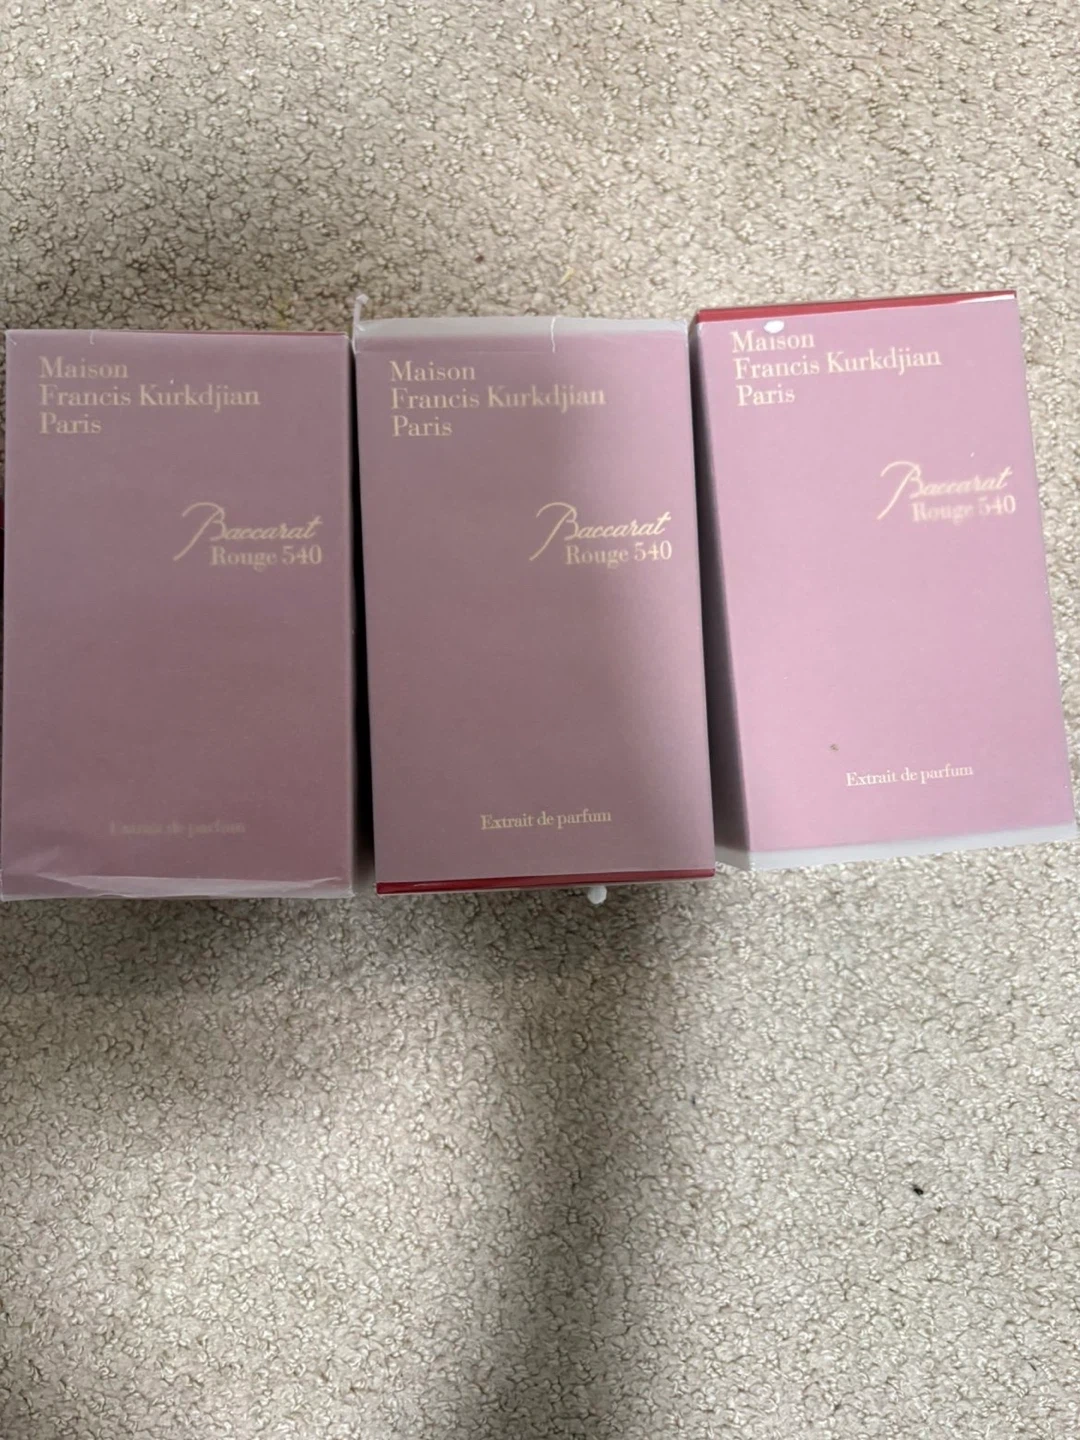 Maison
Francis Kurkdjian
Paris
Baccarat
Rouge 540
Extrait de parfum
Maison
Francis Kurkdjian
Paris
Baccarat
Rouge 540
Extrait de parfum
Maison
Francis Kurkdjian
Paris
Baccarat
Rouge 540
Extrait de parfum